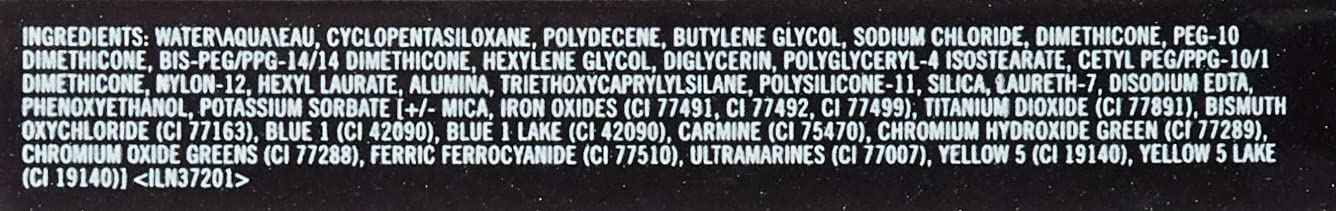 INGREDIENTS: WATER\AQUA\EAU, CYCLOPENTASILOXANE, POLYDECENE, BUTYLENE GLYCOL, SODIUM CHLORIDE, DIMETHICONE, PEG-10
DIMETHICONE, BIS-PEG/PPG-14/14 DIMETHICONE, HEXYLENE GLYCOL, DIGLYCERIN, POLYGLYCERYL-4 ISOSTEARATE, CETYL PEG/PPG-10/1
DIMETHICONE, NYLON-12, HEXYL LAURATE, ALUMINA, TRIETHOXYCAPRYLYLSILANE, POLYSILICONE-11, SILICA, LAURETH-7, DISODIUM EDTA,
PHENOXYETHANOL, POTASSIUM SORBATE [+/- MICA, IRON OXIDES (CI 77491, CI 77492, CI 77499), TITANIUM DIOXIDE (CI 77891), BISMUTH
OXYCHLORIDE (CI 77163), BLUE 1 (CI 42090), BLUE 1 LAKE (CI 42090), CARMINE (CI 75470), CHROMIUM HYDROXIDE GREEN (CI 77289),
CHROMIUM OXIDE GREENS (CI 77288), FERRIC FERROCYANIDE (CI 77510), ULTRAMARINES (CI 77007), YELLOW 5 (CI 19140), YELLOW 5 LAKE
(CI 19140)] <ILN37201>